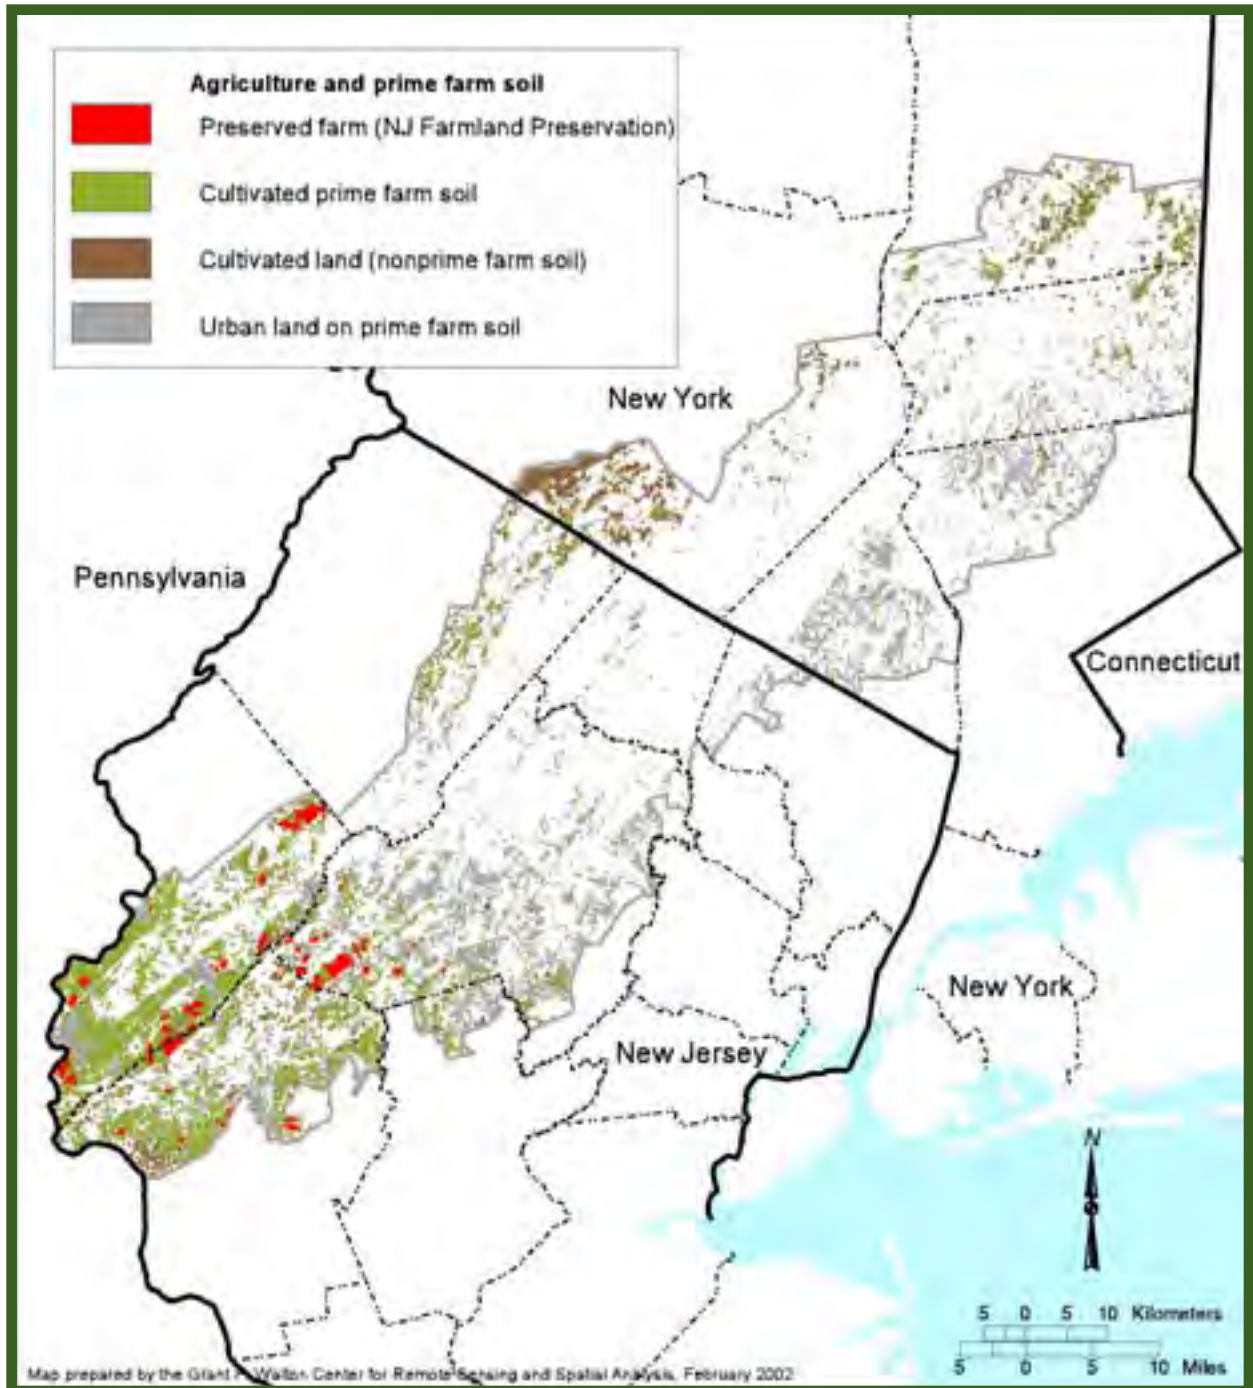 Agriculture and prime farm soil
Preserved farm (NJ Farmland Preservation)
Cultivated prime farm soil
Cultivated land (nonprime farm soil)
Urban land on prime farm soil
New York
Pennsylvania
Connecticut
New York
New Jersey
N
5 0 5 10 Kilometers
5 0 5 10 Miles
Map prepared by the Grant F. Walton Center for Remote Sensing and Spatial Analysis, February 2002